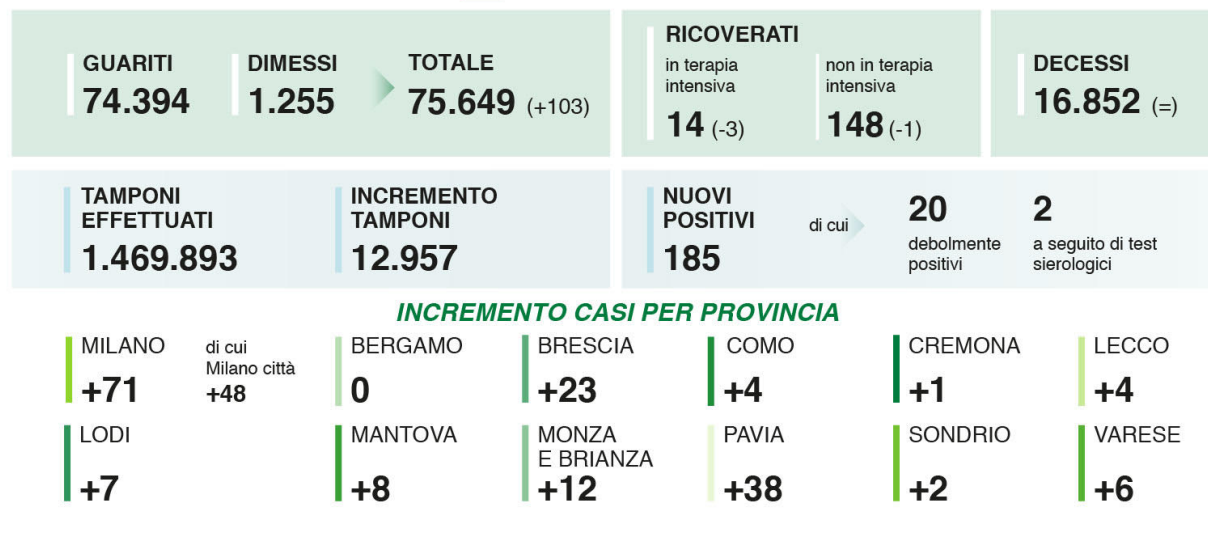 GUARITI
74.394
DIMESSI
1.255
TOTALE
75.649 (+103)
RICOVERATI
in terapia
intensiva
14 (-3)
non in terapia
intensiva
148 (-1)
DECESSI
16.852 (=)
TAMPONI
EFFETTUATI
1.469.893
INCREMENTO
TAMPONI
12.957
NUOVI
POSITIVI
185
di cui
20
debolmente
positivi
2
a seguito di test
sierologici
INCREMENTO CASI PER PROVINCIA
MILANO
+71
di cui
Milano città
+48
BERGAMO
0
BRESCIA
+23
COMO
+4
CREMONA
+1
LECCO
+4
LODI
+7
MANTOVA
+8
MONZA
E BRIANZA
+12
PAVIA
+38
SONDRIO
+2
VARESE
+6